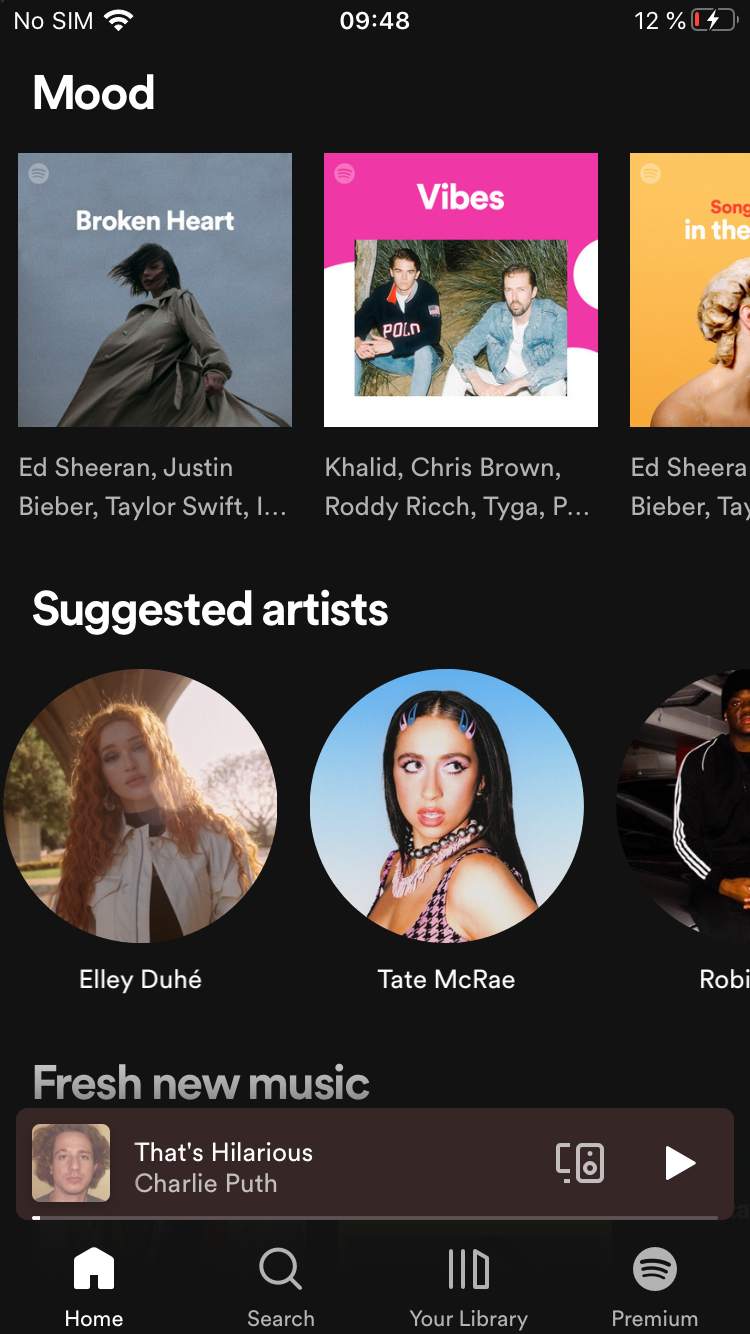 No SIM 09:48 12 %
Mood
Broken Heart
Vibes
POLO
Song
in the
Ed Sheeran, Justin
Bieber, Taylor Swift, I...
Khalid, Chris Brown,
Roddy Ricch, Tyga, P...
Ed Sheera
Bieber, Tay
Suggested artists
Elley Duhé
Tate McRae
Robi
Fresh new music
That's Hilarious
Charlie Puth
Home
Search
Your Library
Premium